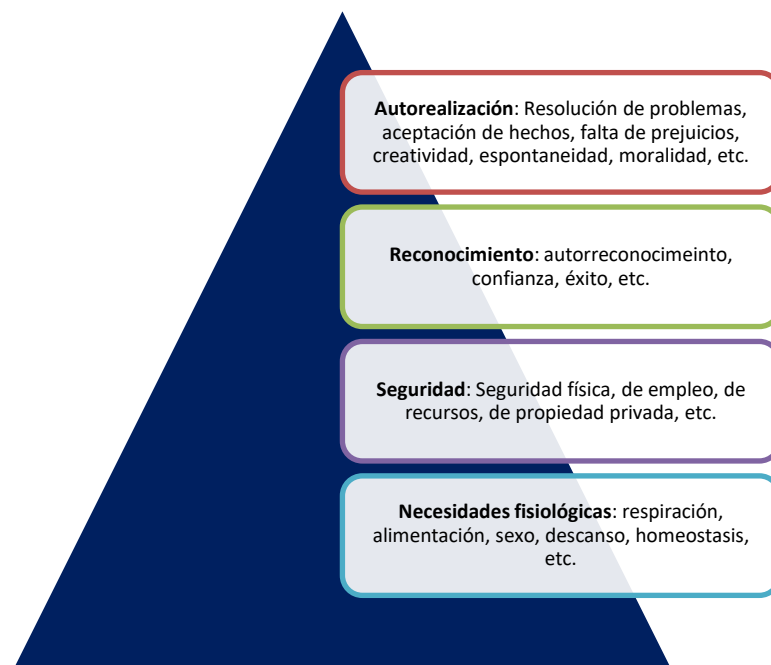 Autorealización: Resolución de problemas,
aceptación de hechos, falta de prejuicios,
creatividad, espontaneidad, moralidad, etc.
Reconocimiento: autorreconocimeinto,
confianza, éxito, etc.
Seguridad: Seguridad física, de empleo, de
recursos, de propiedad privada, etc.
Necesidades fisiológicas: respiración,
alimentación, sexo, descanso, homeostasis,
etc.